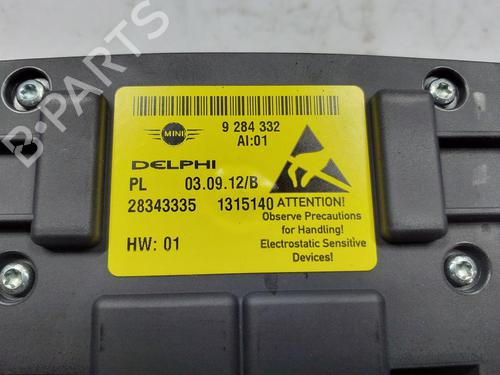 B-PARTS
MINI
9 284 332
AI:01
DELPHI
PL 03.09.12/B
28343335 1315140
HW: 01
ATTENTION!
Observe Precautions
for Handling!
Electrostatic Sensitive
Devices!
B-PARTS